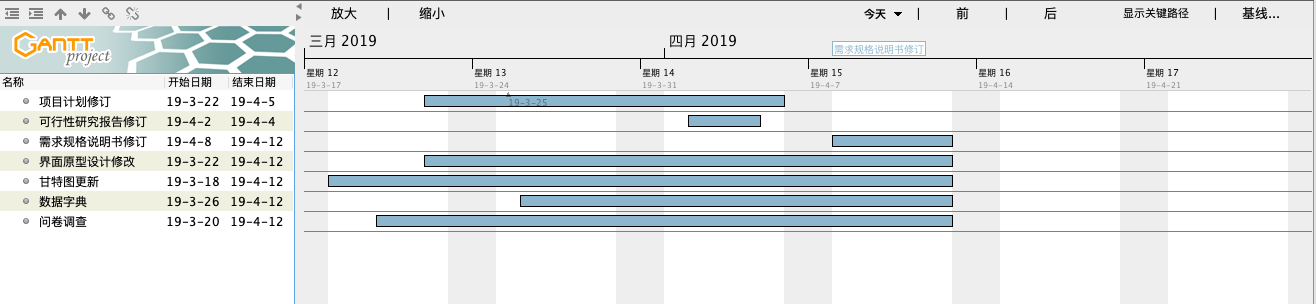 放大 | 缩小 今天 | 前 | 后 显示关键路径 | 基线...
GANTT project
三月 2019 四月 2019
需求规格说明书修订
星期 12 星期 13 星期 14 星期 15 星期 16 星期 17
19-3-17 19-3-24 19-3-31 19-4-7 19-4-14 19-4-21
名称 开始日期 结束日期
项目计划修订 19-3-22 19-4-5
19-3-25
可行性研究报告修订 19-4-2 19-4-4
需求规格说明书修订 19-4-8 19-4-12
界面原型设计修改 19-3-22 19-4-12
甘特图更新 19-3-18 19-4-12
数据字典 19-3-26 19-4-12
问卷调查 19-3-20 19-4-12